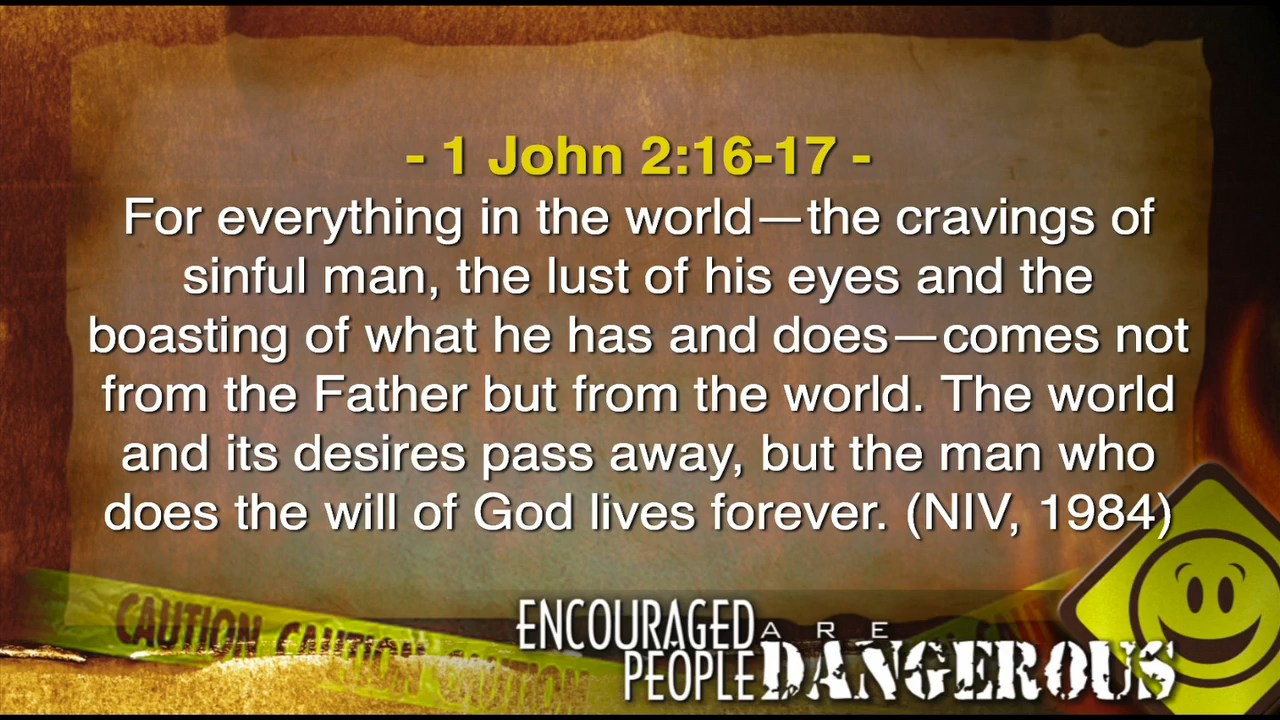 - 1 John 2:16-17 -
For everything in the world—the cravings of
sinful man, the lust of his eyes and the
boasting of what he has and does—comes not
from the Father but from the world. The world
and its desires pass away, but the man who
does the will of God lives forever. (NIV, 1984)
CAUTION CAUTION CAUTION
ENCOURAGED ARE
PEOPLE DANGEROUS